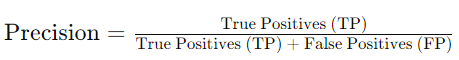 Precision = True Positives (TP) / True Positives (TP) + False Positives (FP)